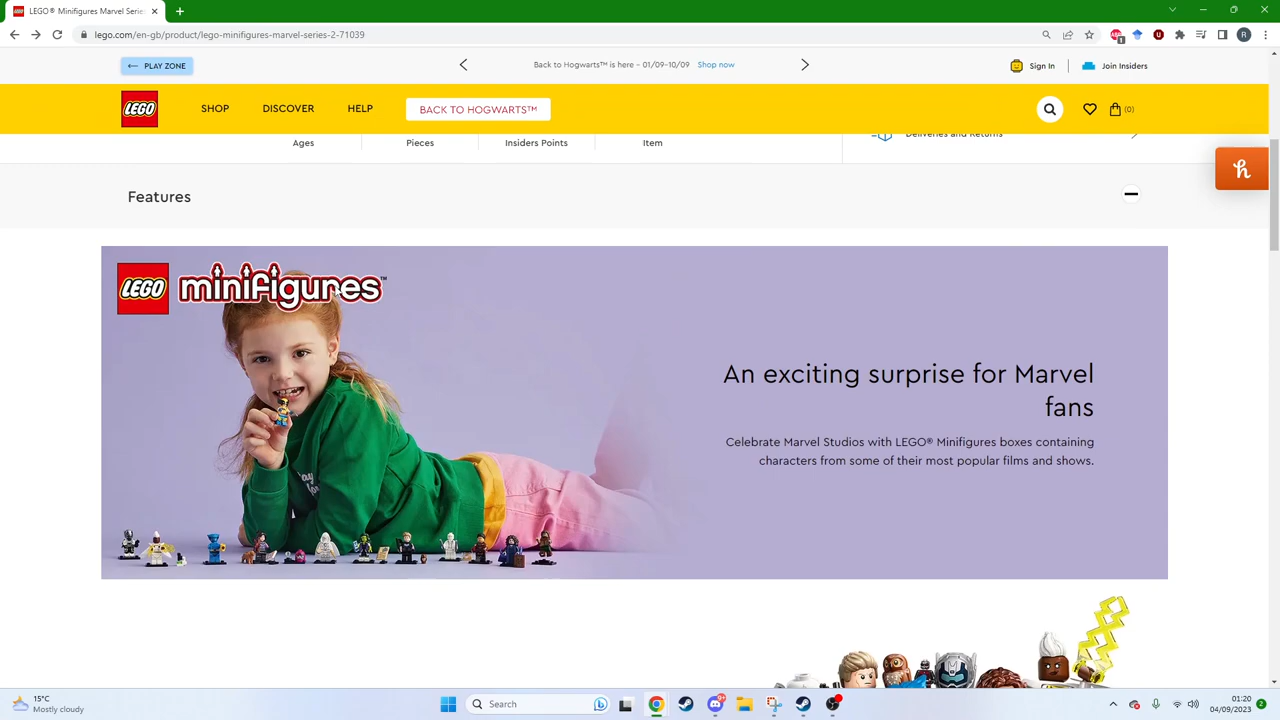 LEGO® Minifigures Marvel Serie
lego.com/en-gb/product/lego-minifigures-marvel-series-2-71039
1
R
PLAY ZONE
Back to Hogwarts™ is here - 01/09-10/09 Shop now
Sign In
Join Insiders
LEGO
SHOP
DISCOVER
HELP
BACK TO HOGWARTS™
(0)
Deliveries and Returns
Ages
Pieces
Insiders Points
Item
Features
LEGO minifigures™
An exciting surprise for Marvel
fans
Celebrate Marvel Studios with LEGO® Minifigures boxes containing
characters from some of their most popular films and shows.
15°C
Mostly cloudy
Search
9+
01:20
04/09/2023
2